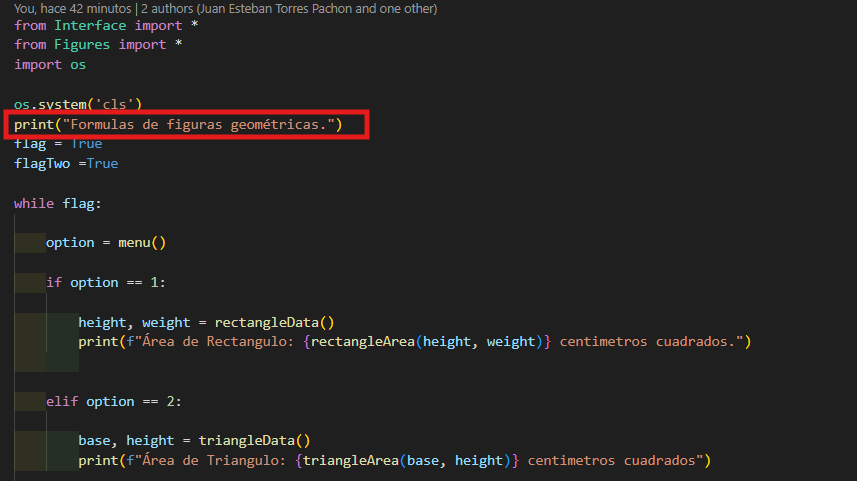 You, hace 42 minutos | 2 authors (Juan Esteban Torres Pachon and one other)
from Interface import *
from Figures import *
import os
os.system('cls')
print("Formulas de figuras geométricas.")
flag = True
flagTwo =True
while flag:
option = menu()
if option == 1:
height, weight = rectangleData()
print(f"Área de Rectangulo: {rectangleArea(height, weight)} centimetros cuadrados.")
elif option == 2:
base, height = triangleData()
print(f"Área de Triangulo: {triangleArea(base, height)} centimetros cuadrados")